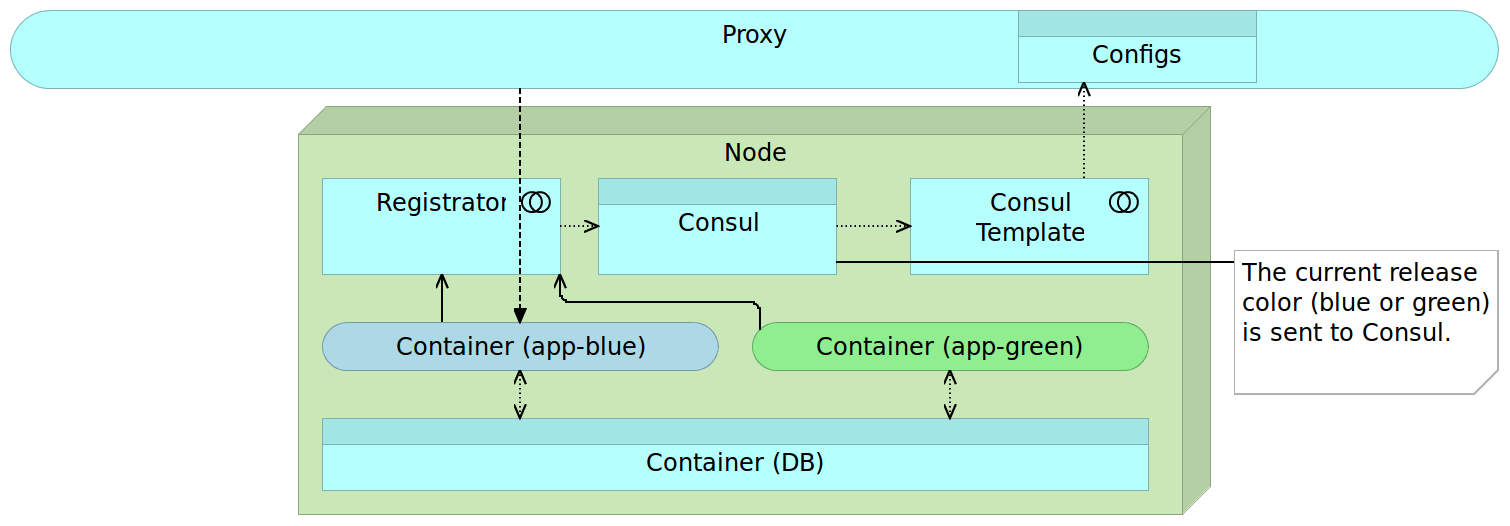 Proxy
Configs
Node
Registrator
Consul
Consul
Template
The current release
color (blue or green)
is sent to Consul.
Container (app-blue)
Container (app-green)
Container (DB)